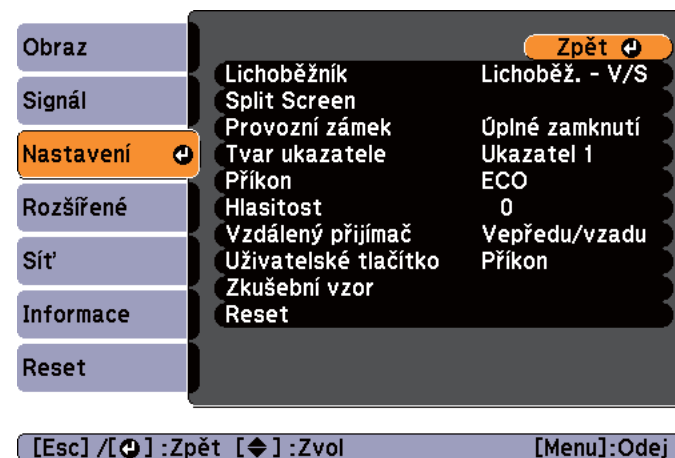 Obraz
Signál
Nastavení
Rozšířené
Síť
Informace
Reset
Zpět
Lichoběžník Lichoběž. - V/S
Split Screen
Provozní zámek Úplné zamknutí
Tvar ukazatele Ukazatel 1
Příkon ECO
Hlasitost 0
Vzdálený přijímač Vepředu/vzadu
Uživatelské tlačítko Příkon
Zkušební vzor
Reset
[Esc] /[ ] :Zpět [ ] :Zvol [Menu]:Odej